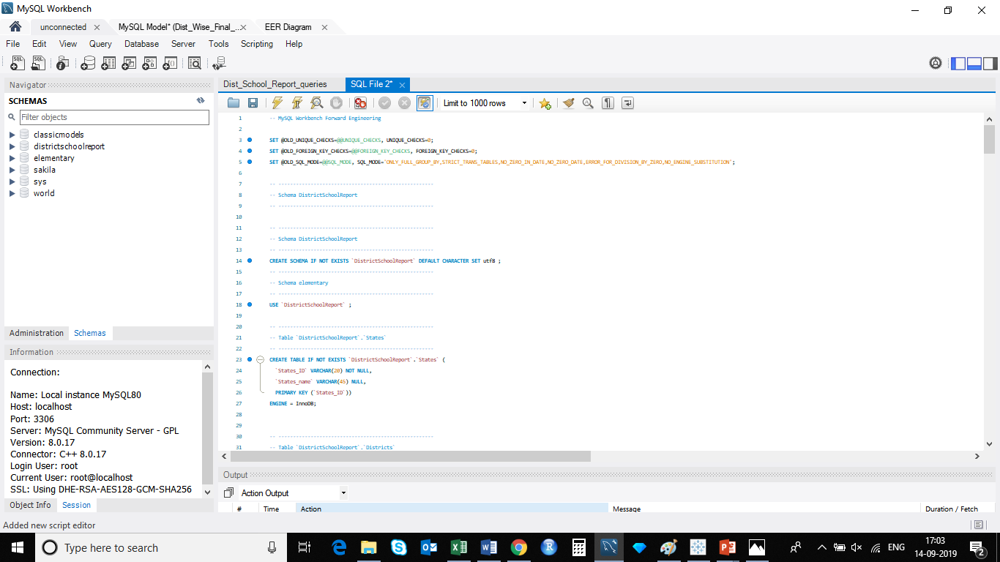 MySQL Workbench
unconnected
MySQL Model* (Dist_Wise_Final_...
EER Diagram
File Edit View Query Database Server Tools Scripting Help
Navigator
SCHEMAS
Filter objects
classicmodels
districtschoolreport
elementary
sakila
sys
world
Administration Schemas
Information
Connection:
Name: Local instance MySQL80
Host: localhost
Port: 3306
Server: MySQL Community Server - GPL
Version: 8.0.17
Connector: C++ 8.0.17
Login User: root
Current User: root@localhost
SSL: Using DHE-RSA-AES128-GCM-SHA256
Object Info Session
Dist_School_Report_queries
SQL File 2*
Limit to 1000 rows
1 -- MySQL Workbench Forward Engineering
2
3 SET @OLD_UNIQUE_CHECKS=@@UNIQUE_CHECKS, UNIQUE_CHECKS=0;
4 SET @OLD_FOREIGN_KEY_CHECKS=@@FOREIGN_KEY_CHECKS, FOREIGN_KEY_CHECKS=0;
5 SET @OLD_SQL_MODE=@@SQL_MODE, SQL_MODE='ONLY_FULL_GROUP_BY,STRICT_TRANS_TABLES,NO_ZERO_IN_DATE,NO_ZERO_DATE,ERROR_FOR_DIVISION_BY_ZERO,NO_ENGINE_SUBSTITUTION';
6
7 -- -----------------------------------------------------
8 -- Schema DistrictSchoolReport
9 -- -----------------------------------------------------
10
11 -- -----------------------------------------------------
12 -- Schema DistrictSchoolReport
13 -- -----------------------------------------------------
14 CREATE SCHEMA IF NOT EXISTS `DistrictSchoolReport` DEFAULT CHARACTER SET utf8 ;
15 -- -----------------------------------------------------
16 -- Schema elementary
17 -- -----------------------------------------------------
18 USE `DistrictSchoolReport` ;
19
20 -- -----------------------------------------------------
21 -- Table `DistrictSchoolReport`.`States`
22 -- -----------------------------------------------------
23 CREATE TABLE IF NOT EXISTS `DistrictSchoolReport`.`States` (
24 `States_ID` VARCHAR(20) NOT NULL,
25 `States_name` VARCHAR(45) NULL,
26 PRIMARY KEY (`States_ID`))
27 ENGINE = InnoDB;
28
29
30 -- -----------------------------------------------------
31 -- Table `DistrictSchoolReport`.`Districts`
Output
Action Output
# Time Action Message Duration / Fetch
Added new script editor
Type here to search
ENG
17:03
14-09-2019
2